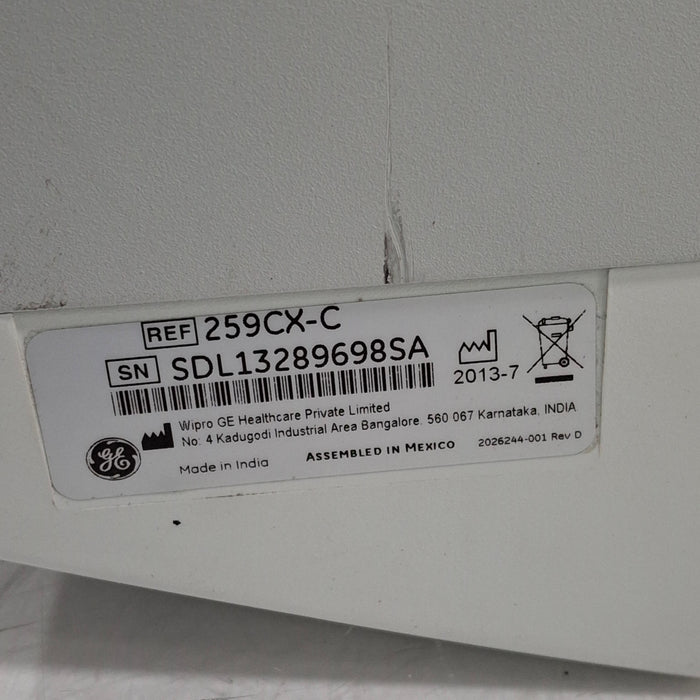 REF 259CX-C
SN SDL13289698SA
2013-7
Wipro GE Healthcare Private Limited
No: 4 Kadugodi Industrial Area Bangalore. 560 067 Karnataka, INDIA
GE
Made in India
ASSEMBLED IN MEXICO
2026244-001 Rev D